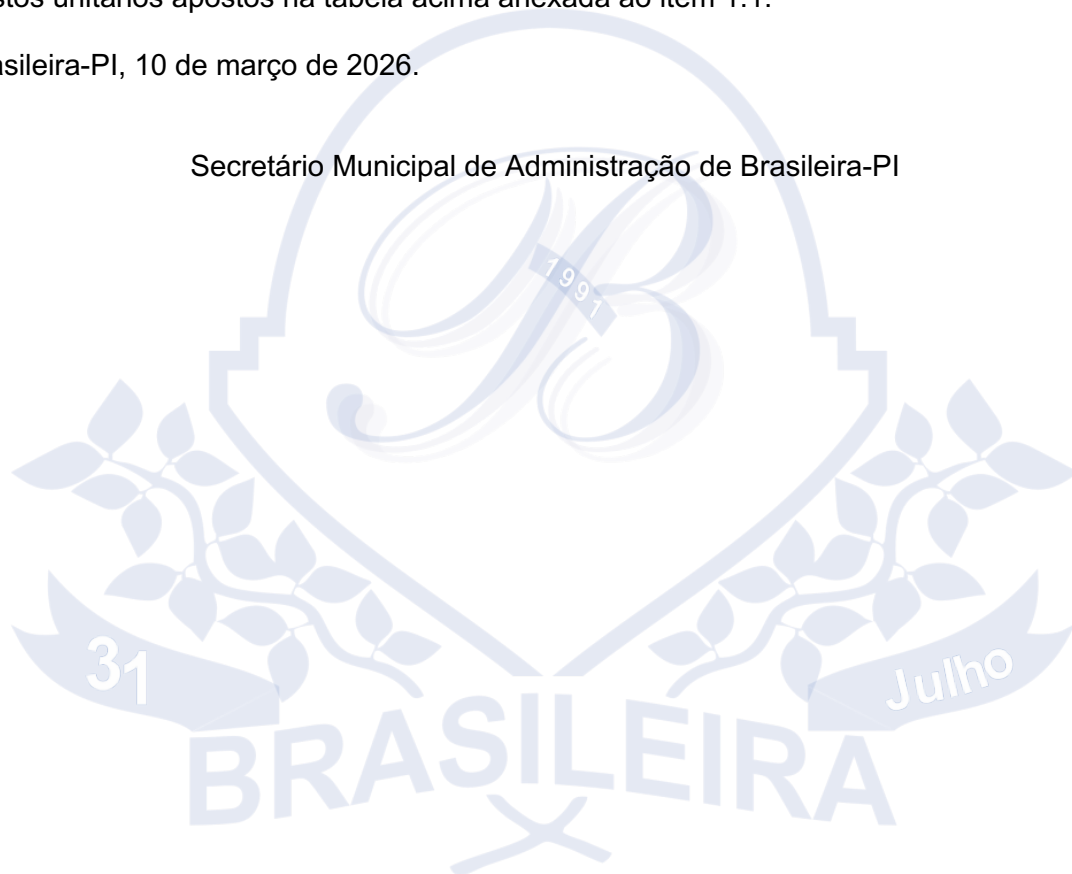 stos unitários apostos na tabela acima anexada ao item 1.1.
asileira-PI, 10 de março de 2026.
Secretário Municipal de Administração de Brasileira-PI
B
1991
31
Julho
BRASILEIRA